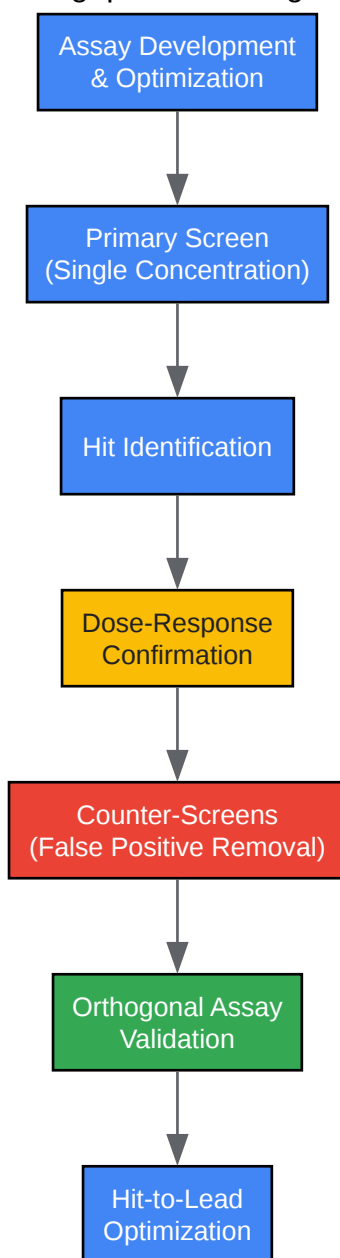 Assay Development
& Optimization
Primary Screen
(Single Concentration)
Hit Identification
Dose-Response
Confirmation
Counter-Screens
(False Positive Removal)
Orthogonal Assay
Validation
Hit-to-Lead
Optimization